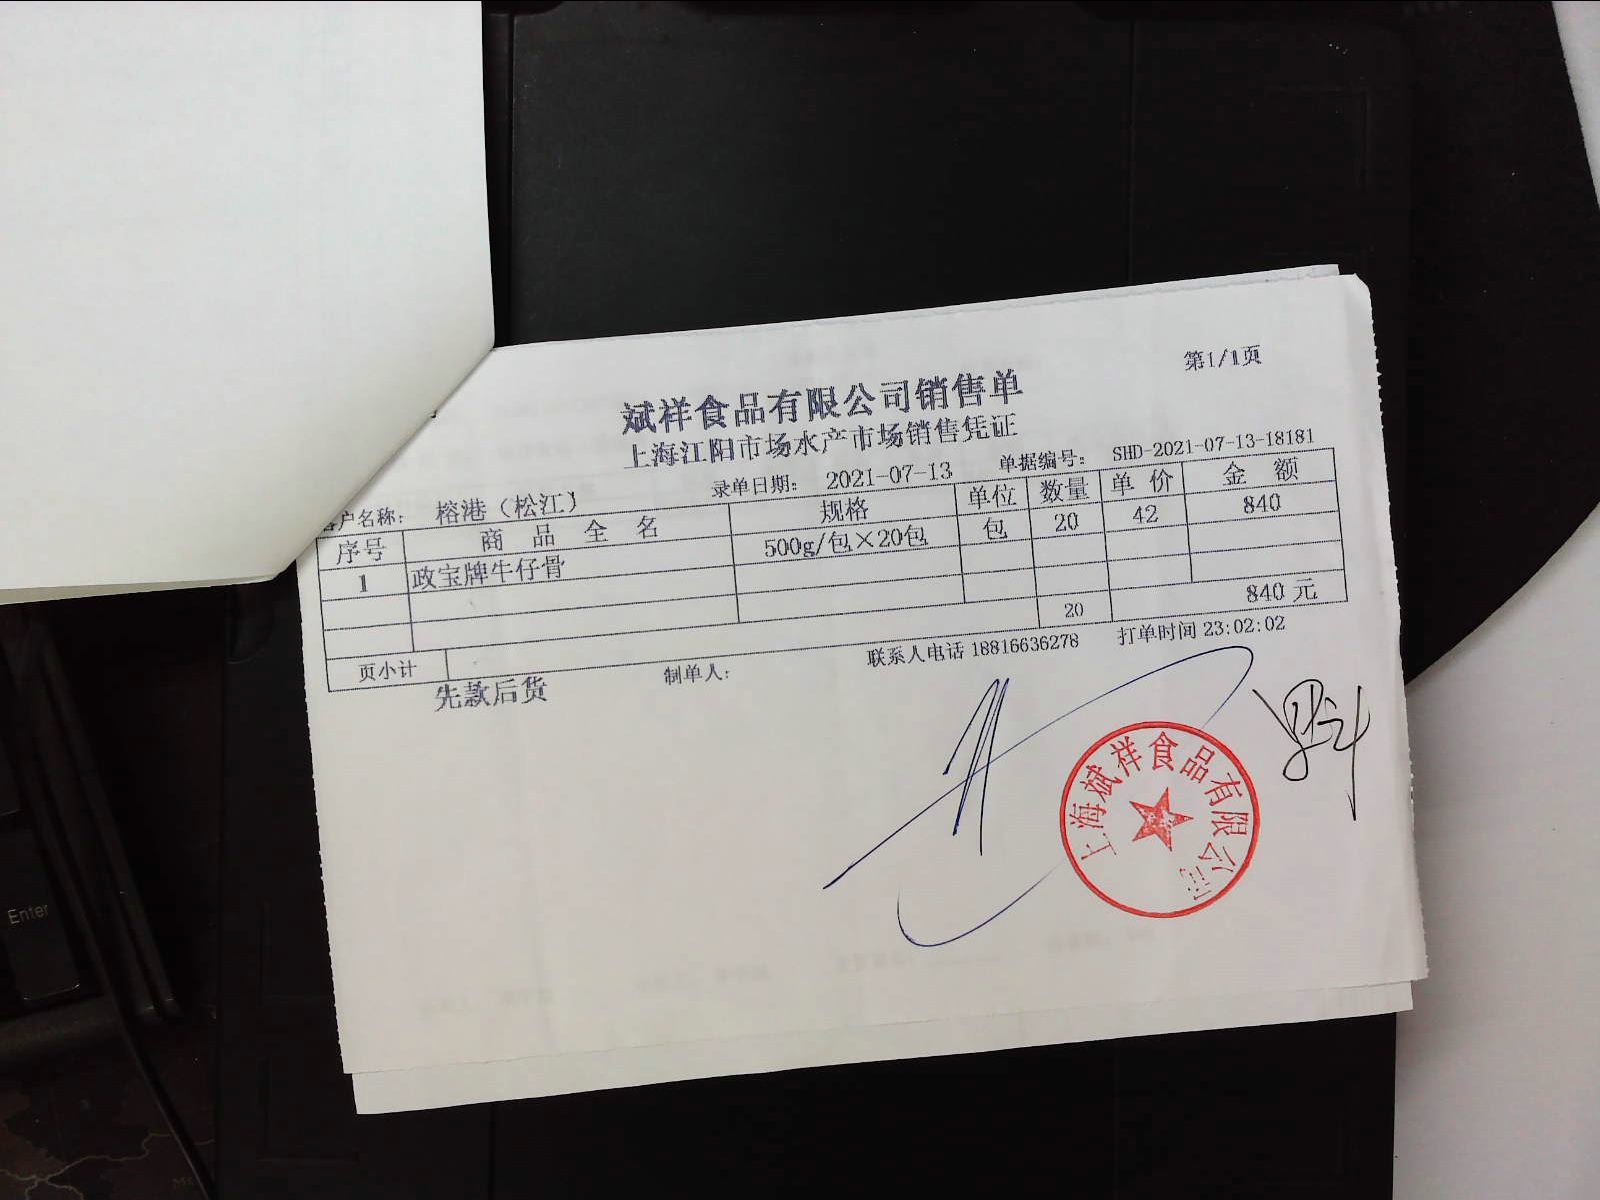 第1/1页
斌祥食品有限公司销售单
上海江阳市场水产市场销售凭证
客户名称: 榕港（松江） 录单日期: 2021-07-13 单据编号: SHD-2021-07-13-18181
序号 商品全名 规格 单位 数量 单价 金额
1 政宝牌牛仔骨 500g/包×20包 包 20 42 840
页小计 20 840 元
先款后货 制单人: 联系人电话 18816636278 打单时间 23:02:02
上海斌祥食品有限公司
Enter